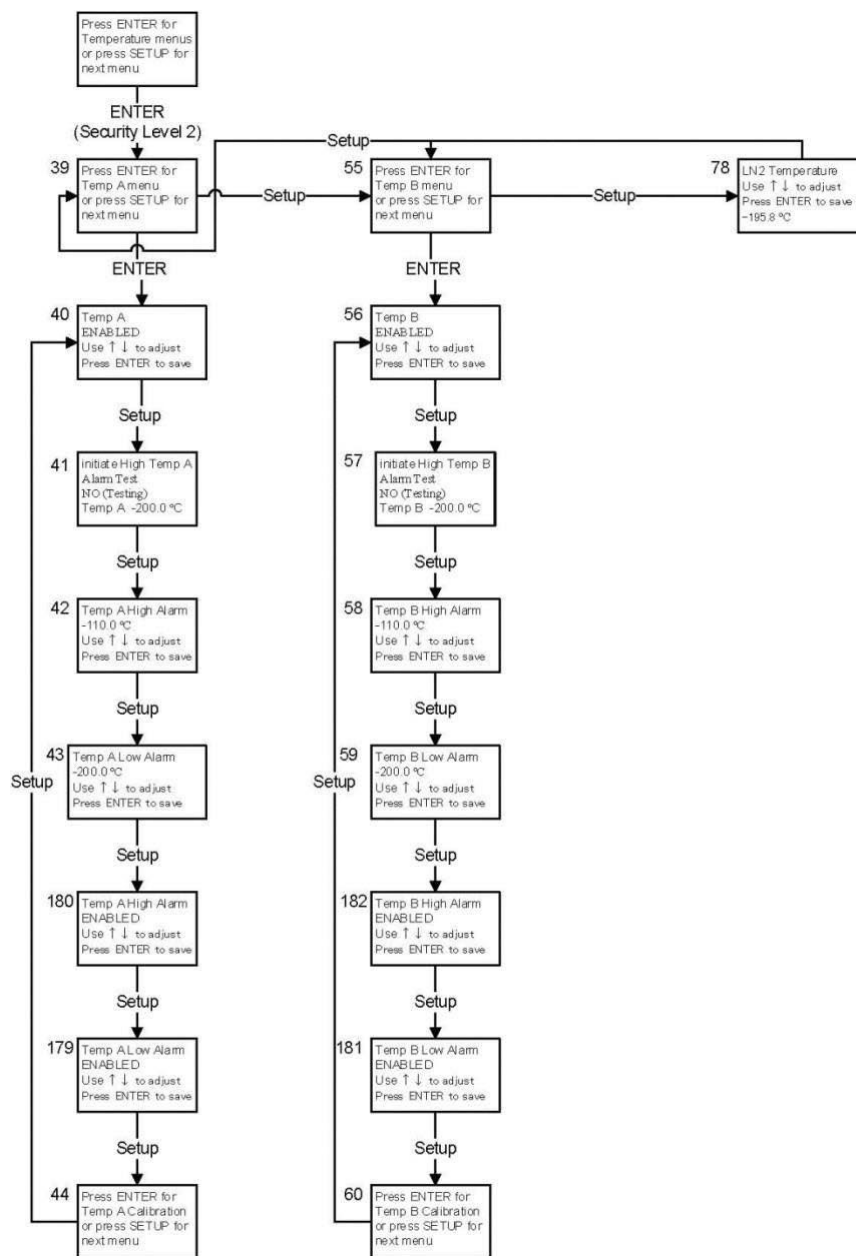 Press ENTER for
Temperature menus
or press SETUP for
next menu
ENTER
(Security Level 2)
Setup
39
Press ENTER for
Temp A menu
or press SETUP for
next menu
Setup
55
Press ENTER for
Temp B menu
or press SETUP for
next menu
Setup
78
LN2 Temperature
Use ↑ ↓ to adjust
Press ENTER to save
-195.8 ºC
ENTER
40
Temp A
ENABLED
Use ↑ ↓ to adjust
Press ENTER to save
Setup
41
initiate High Temp A
Alarm Test
NO (Testing)
Temp A -200.0 ºC
Setup
42
Temp A High Alarm
-110.0 ºC
Use ↑ ↓ to adjust
Press ENTER to save
Setup
43
Temp A Low Alarm
-200.0 ºC
Use ↑ ↓ to adjust
Press ENTER to save
Setup
Setup
180
Temp A High Alarm
ENABLED
Use ↑ ↓ to adjust
Press ENTER to save
Setup
179
Temp A Low Alarm
ENABLED
Use ↑ ↓ to adjust
Press ENTER to save
Setup
44
Press ENTER for
Temp A Calibration
or press SETUP for
next menu
ENTER
56
Temp B
ENABLED
Use ↑ ↓ to adjust
Press ENTER to save
Setup
57
initiate High Temp B
Alarm Test
NO (Testing)
Temp B -200.0 ºC
Setup
58
Temp B High Alarm
-110.0 ºC
Use ↑ ↓ to adjust
Press ENTER to save
Setup
59
Temp B Low Alarm
-200.0 ºC
Use ↑ ↓ to adjust
Press ENTER to save
Setup
Setup
182
Temp B High Alarm
ENABLED
Use ↑ ↓ to adjust
Press ENTER to save
Setup
181
Temp B Low Alarm
ENABLED
Use ↑ ↓ to adjust
Press ENTER to save
Setup
60
Press ENTER for
Temp B Calibration
or press SETUP for
next menu